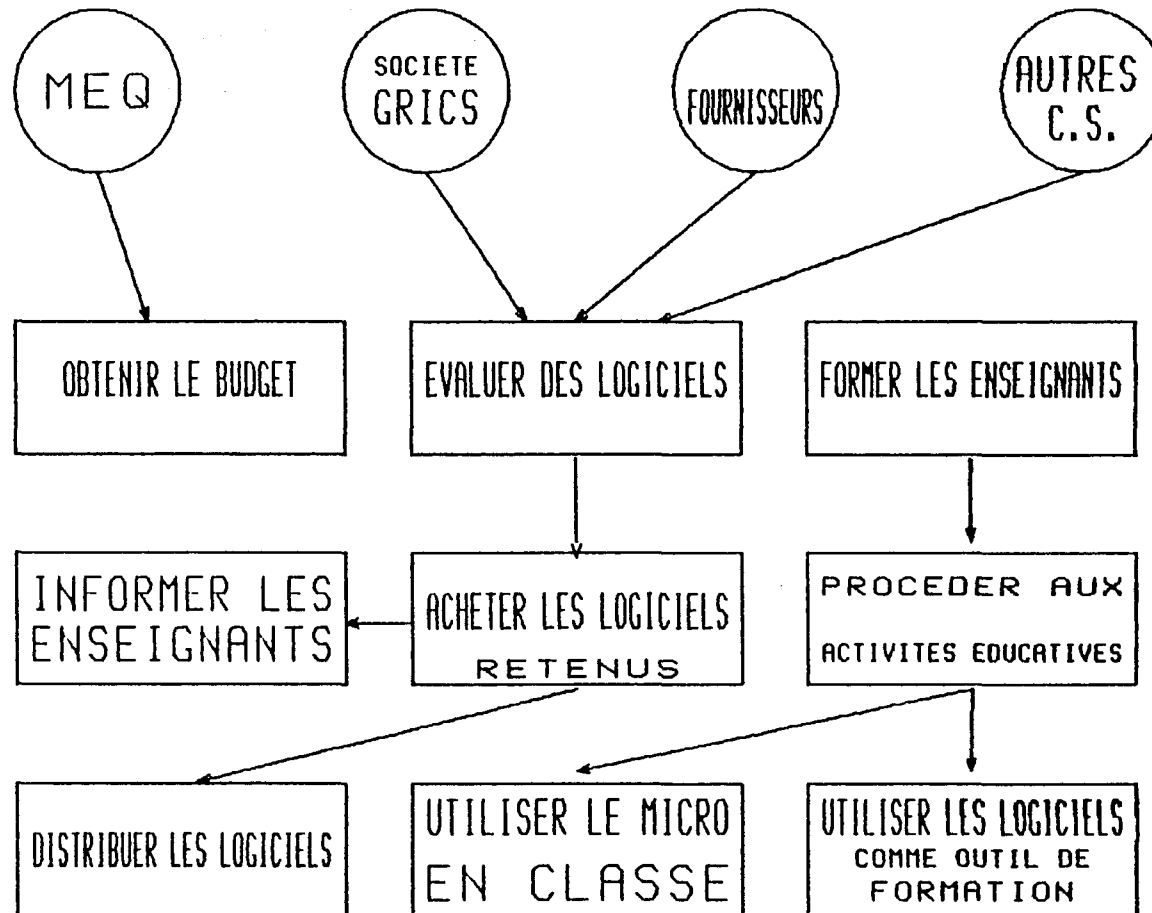 MEQ
SOCIETE
GRICS
FOURNISSEURS
AUTRES
C.S.
OBTENIR LE BUDGET
EVALUER DES LOGICIELS
FORMER LES ENSEIGNANTS
INFORMER LES
ENSEIGNANTS
ACHETER LES LOGICIELS
RETENUS
PROCEDER AUX
ACTIVITES EDUCATIVES
DISTRIBUER LES LOGICIELS
UTILISER LE MICRO
EN CLASSE
UTILISER LES LOGICIELS
COMME OUTIL DE
FORMATION